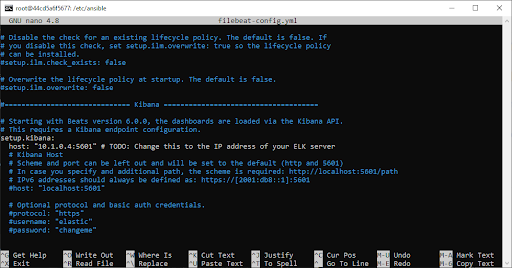 root@44cd5a6f5677: /etc/ansible
GNU nano 4.8 filebeat-config.yml
# Disable the check for an existing lifecycle policy. The default is false. If
# you disable this check, set setup.ilm.overwrite: true so the lifecycle policy
# can be installed.
#setup.ilm.check_exists: false
# Overwrite the lifecycle policy at startup. The default is false.
#setup.ilm.overwrite: false
#============================== Kibana =====================================
# Starting with Beats version 6.0.0, the dashboards are loaded via the Kibana API.
# This requires a Kibana endpoint configuration.
setup.kibana:
host: "10.1.0.4:5601" # TODO: Change this to the IP address of your ELK server
# Kibana Host
# Scheme and port can be left out and will be set to the default (http and 5601)
# In case you specify and additional path, the scheme is required: http://localhost:5601/path
# IPv6 addresses should always be defined as: https://[2001:db8::1]:5601
#host: "localhost:5601"
# Optional protocol and basic auth credentials.
#protocol: "https"
#username: "elastic"
#password: "changeme"
^G Get Help ^O Write Out ^W Where Is ^K Cut Text ^J Justify ^C Cur Pos M-U Undo M-A Mark Text
^X Exit ^R Read File ^\ Replace ^U Paste Text ^T To Spell ^_ Go To Line M-E Redo M-6 Copy Text